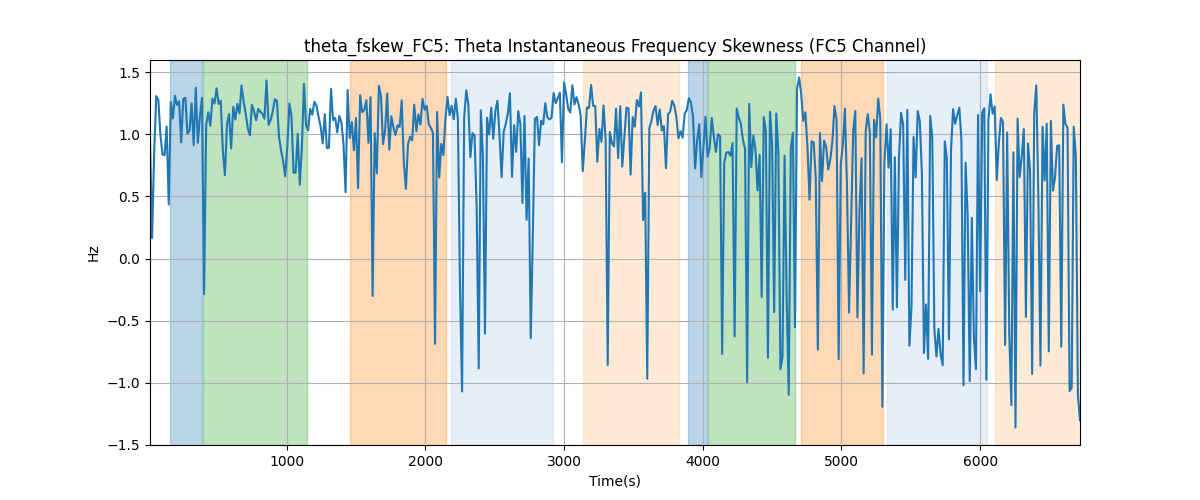 theta_fskew_FC5: Theta Instantaneous Frequency Skewness (FC5 Channel)
1.5
1.0
0.5
0.0
−0.5
−1.0
−1.5
Hz
1000 2000 3000 4000 5000 6000
Time(s)